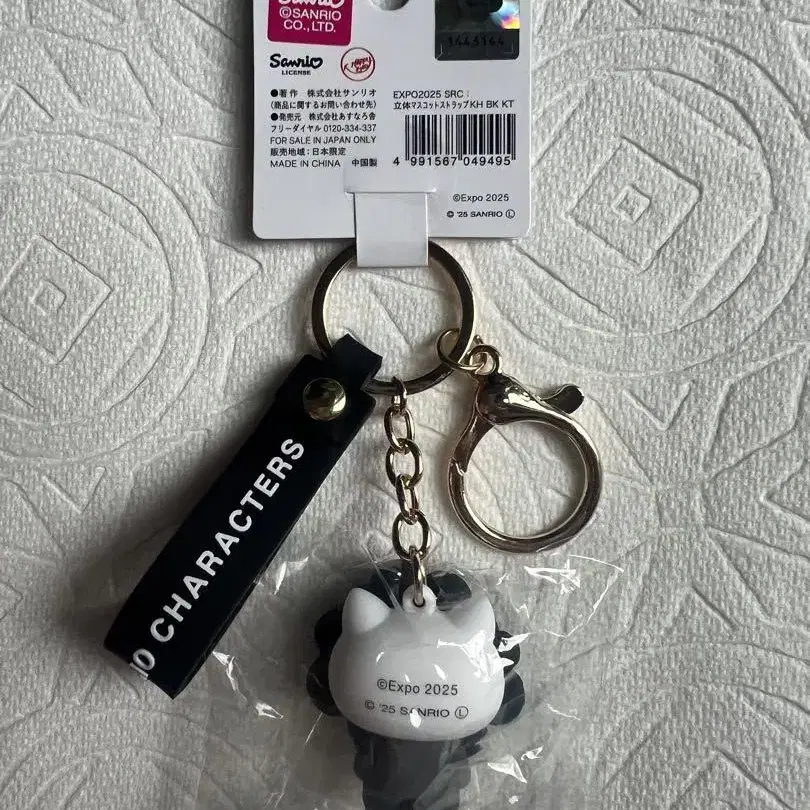 Sanrio
©SANRIO
CO., LTD.
1443144
Sanrio
LICENSE
●著作 株式会社サンリオ
(商品に関するお問い合わせ先)
●発売元 株式会社あすなろ舎
フリーダイヤル 0120-334-337
FOR SALE IN JAPAN ONLY
販売地域:日本限定
MADE IN CHINA 中国製
EXPO2025 SRC:
立体マスコットストラップKH BK KT
4 991567 049495
©Expo 2025
© '25 SANRIO Ⓛ
IO CHARACTERS
©Expo 2025
© '25 SANRIO Ⓛ